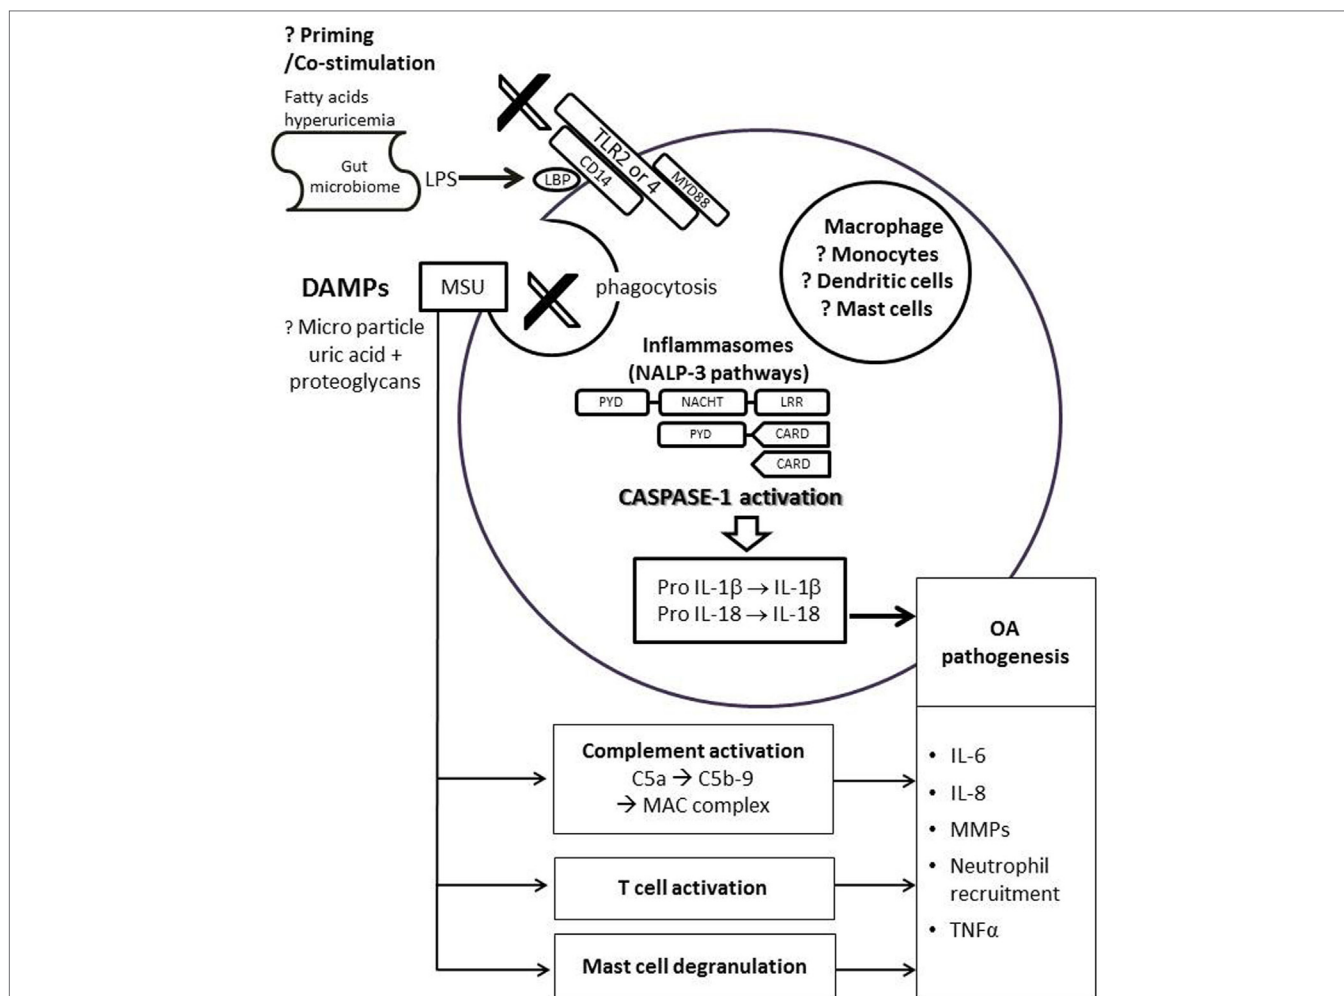 ? Priming
/Co-stimulation
Fatty acids
hyperuricemia
Gut
microbiome
LPS
LBP
CD14
TLR2 or 4
MYD88
DAMPs
MSU
? Micro particle
uric acid +
proteoglycans
phagocytosis
Macrophage
? Monocytes
? Dendritic cells
? Mast cells
Inflammasomes
(NALP-3 pathways)
PYD NACHT LRR
PYD CARD
CARD
CASPASE-1 activation
Pro IL-1β → IL-1β
Pro IL-18 → IL-18
OA
pathogenesis
Complement activation
C5a → C5b-9
→ MAC complex
T cell activation
Mast cell degranulation
• IL-6
• IL-8
• MMPs
• Neutrophil
recruitment
• TNFα